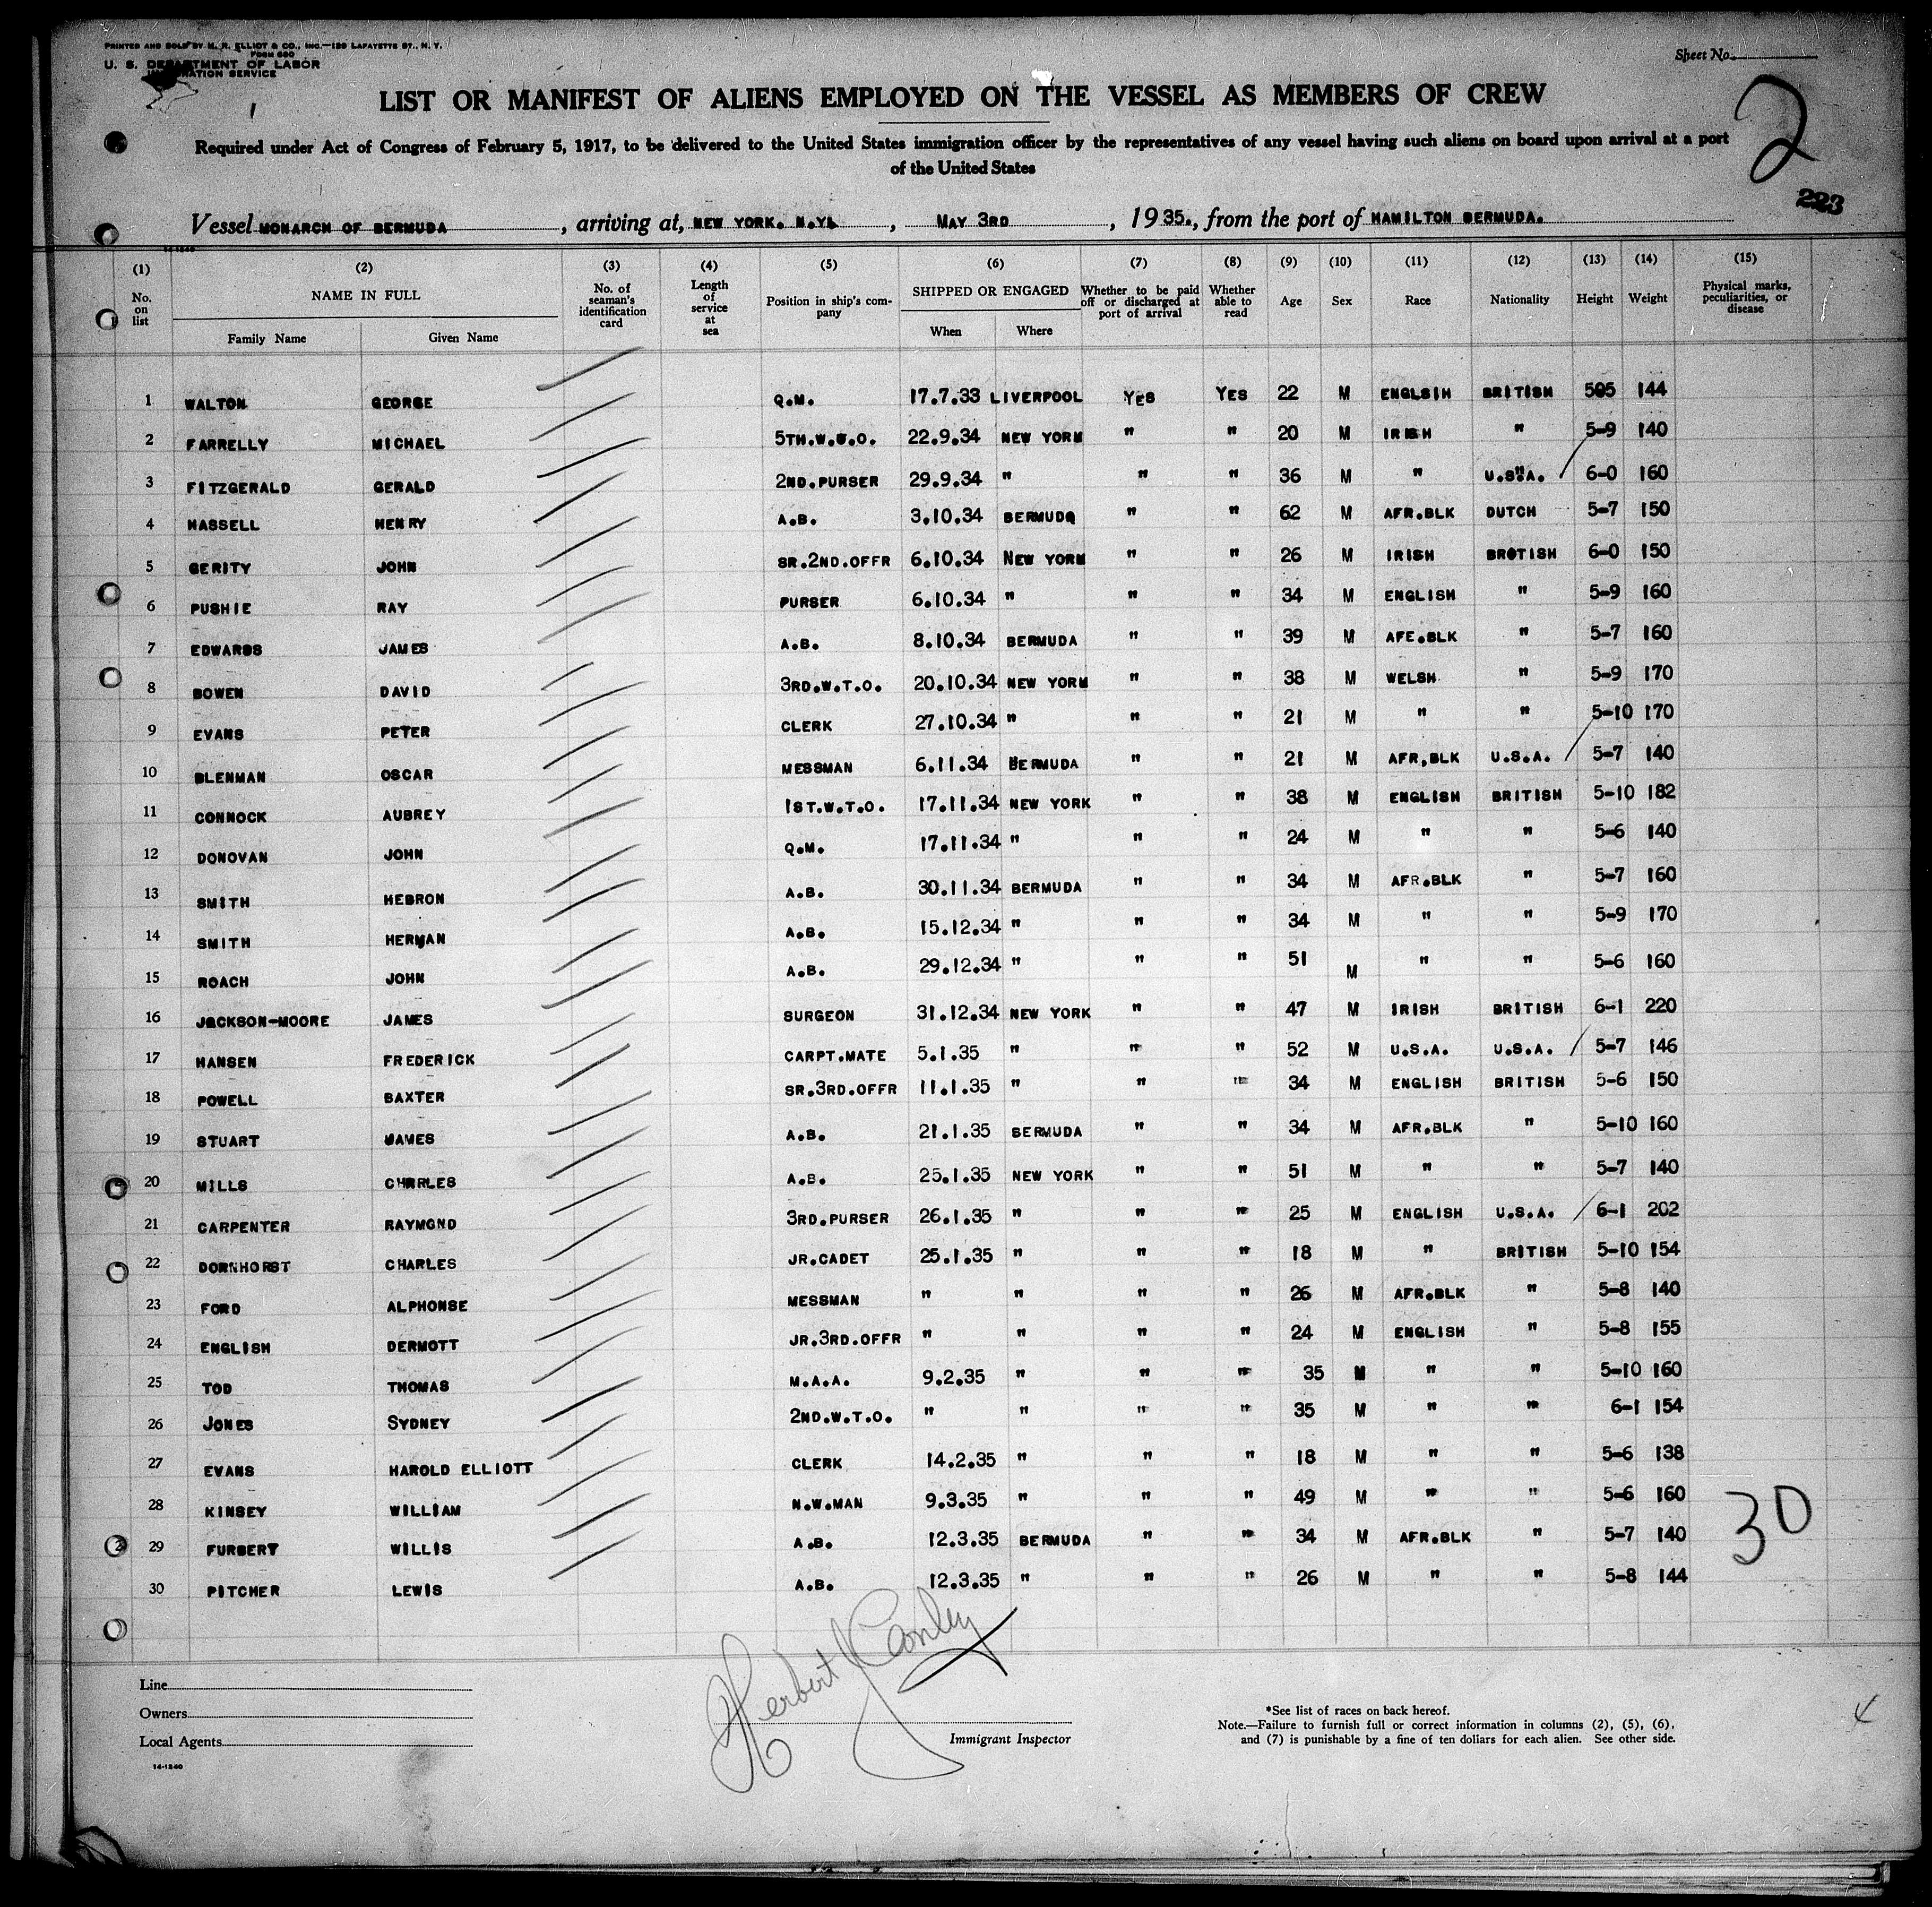 PRINTED AND SOLD BY M. R. ELLIOT & CO., INC.—129 LAFAYETTE ST., N. Y.
FORM 680
U. S. DEPARTMENT OF LABOR
IMMIGRATION SERVICE
Sheet No.
2
LIST OR MANIFEST OF ALIENS EMPLOYED ON THE VESSEL AS MEMBERS OF CREW
Required under Act of Congress of February 5, 1917, to be delivered to the United States immigration officer by the representatives of any vessel having such aliens on board upon arrival at a port
of the United States
223
Vessel MONARCH OF BERMUDA, arriving at, NEW YORK. N.Y., MAY 3RD, 1935., from the port of HAMILTON BERMUDA.
14-1240
(1) (2) (3) (4) (5) (6) (7) (8) (9) (10) (11) (12) (13) (14) (15)
No. on list NAME IN FULL Family Name Given Name No. of seaman's identification card Length of service at sea Position in ship's company SHIPPED OR ENGAGED When Where Whether to be paid off or discharged at port of arrival Whether able to read Age Sex Race Nationality Height Weight Physical marks, peculiarities, or disease
1 WALTON GEORGE Q.M. 17.7.33 LIVERPOOL YES YES 22 M ENGLSIH BRITISH 505 144
2 FARRELLY MICHAEL 5TH.W.T.O. 22.9.34 NEW YORK " " 20 M IRISH " 5-9 140
3 FITZGERALD GERALD 2ND.PURSER 29.9.34 " " " 36 M " U.S.A. 6-0 160
4 HASSELL HENRY A.B. 3.10.34 BERMUDA " " 62 M AFR.BLK DUTCH 5-7 150
5 GERITY JOHN SR.2ND.OFFR 6.10.34 NEW YORK " " 26 M IRISH BROTISH 6-0 150
6 PUSHIE RAY PURSER 6.10.34 " " " 34 M ENGLISH " 5-9 160
7 EDWARDS JAMES A.B. 8.10.34 BERMUDA " " 39 M AFE.BLK " 5-7 160
8 BOWEN DAVID 3RD.W.T.O. 20.10.34 NEW YORK " " 38 M WELSH " 5-9 170
9 EVANS PETER CLERK 27.10.34 " " " 21 M " " 5-10 170
10 BLENMAN OSCAR MESSMAN 6.11.34 BERMUDA " " 21 M AFR,BLK U.S.A. 5-7 140
11 CONNOCK AUBREY 1ST.W.T.O. 17.11.34 NEW YORK " " 38 M ENGLISH BRITISH 5-10 182
12 DONOVAN JOHN Q.M. 17.11.34 " " " 24 M " " 5-6 140
13 SMITH HEBRON A.B. 30.11.34 BERMUDA " " 34 M AFR.BLK " 5-7 160
14 SMITH HERMAN A.B. 15.12.34 " " " 34 M " " 5-9 170
15 ROACH JOHN A.B. 29.12.34 " " " 51 M " " 5-6 160
16 JACKSON-MOORE JAMES SURGEON 31.12.34 NEW YORK " " 47 M IRISH BRITISH 6-1 220
17 HANSEN FREDERICK CARPT.MATE 5.1.35 " " " 52 M U.S.A. U.S.A. 5-7 146
18 POWELL BAXTER SR.3RD.OFFR 11.1.35 " " " 34 M ENGLISH BRITISH 5-6 150
19 STUART JAMES A.B. 21.1.35 BERMUDA " " 34 M AFR.BLK " 5-10 160
20 MILLS CHARLES A.B. 25.1.35 NEW YORK " " 51 M " " 5-7 140
21 CARPENTER RAYMOND 3RD.PURSER 26.1.35 " " " 25 M ENGLISH U.S.A. 6-1 202
22 DORNHORST CHARLES JR.CADET 25.1.35 " " " 18 M " BRITISH 5-10 154
23 FORD ALPHONSE MESSMAN " " " " 26 M AFR.BLK " 5-8 140
24 ENGLISH DERMOTT JR.3RD.OFFR " " " " 24 M ENGLISH " 5-8 155
25 TOD THOMAS M.A.A. 9.2.35 " " " 35 M " " 5-10 160
26 JONES SYDNEY 2ND.W.T.O. " " " " 35 M " " 6-1 154
27 EVANS HAROLD ELLIOTT CLERK 14.2.35 " " " 18 M " " 5-6 138
28 KINSEY WILLIAM N.W.MAN 9.3.35 " " " 49 M " " 5-6 160
29 FURBERT WILLIS A.B. 12.3.35 BERMUDA " " 34 M AFR.BLK " 5-7 140
30 PITCHER LEWIS A.B. 12.3.35 " " " 26 M " " 5-8 144
30
Herbert Conley
Line
Owners
Local Agents
Immigrant Inspector
*See list of races on back hereof.
Note.—Failure to furnish full or correct information in columns (2), (5), (6),
and (7) is punishable by a fine of ten dollars for each alien. See other side.
14-1240